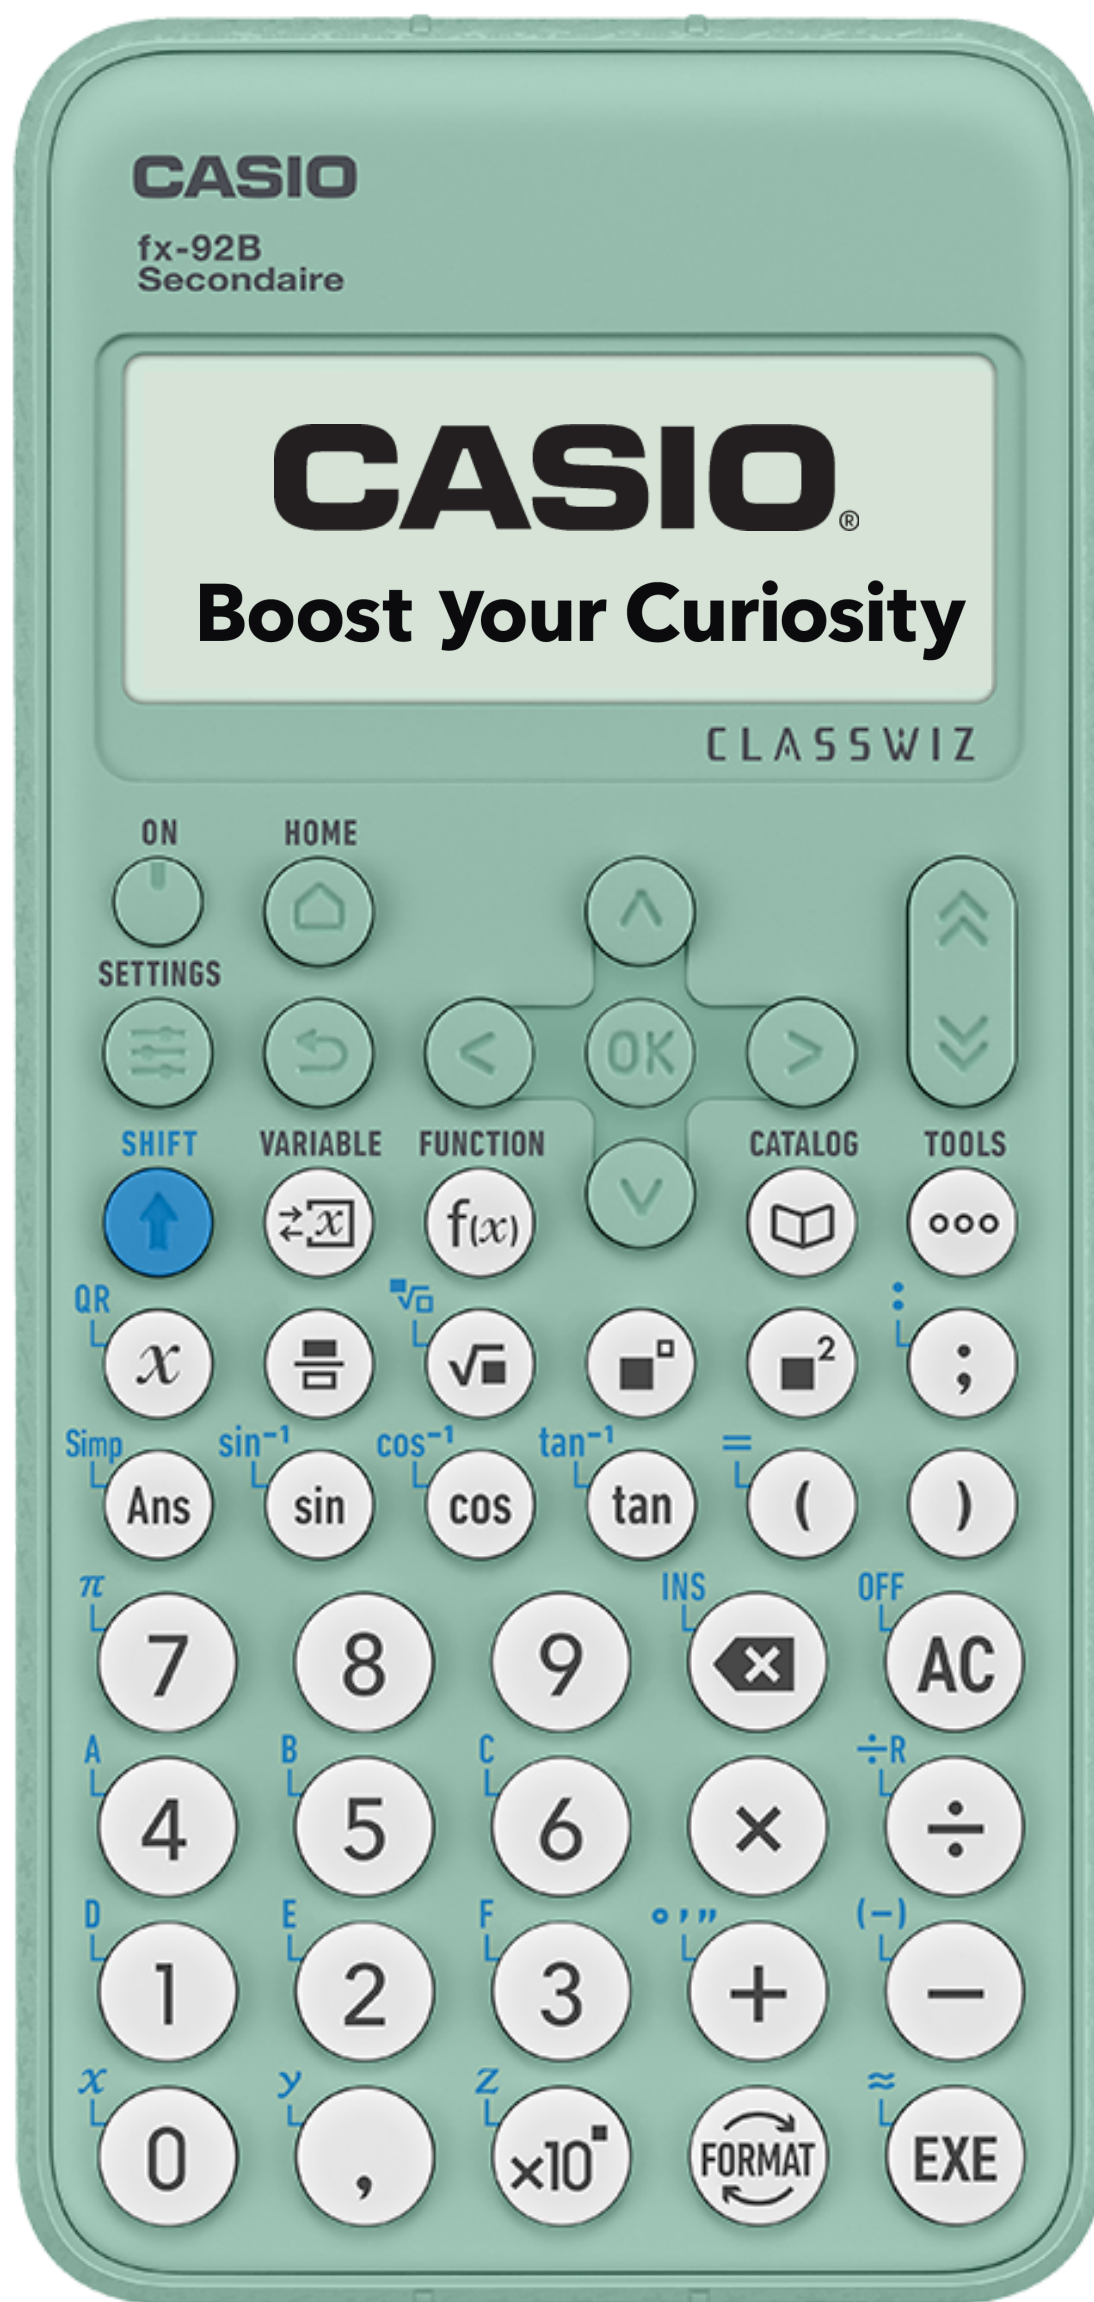 CASIO
fx-92B
Secondaire
CASIO®
Boost your Curiosity
CLASSWIZ
ON HOME
SETTINGS
< OK >
SHIFT VARIABLE FUNCTION CATALOG TOOLS
x f(x) ooo
QR ■√□ :
x √■ ■□ ■2 ;
Simp sin−1 cos−1 tan−1 =
Ans sin cos tan ( )
π INS OFF
7 8 9 AC
A B C ÷R
4 5 6 × ÷
D E F ° ′ ″ (−)
1 2 3 + −
x y z ≈
0 , ×10■ FORMAT EXE